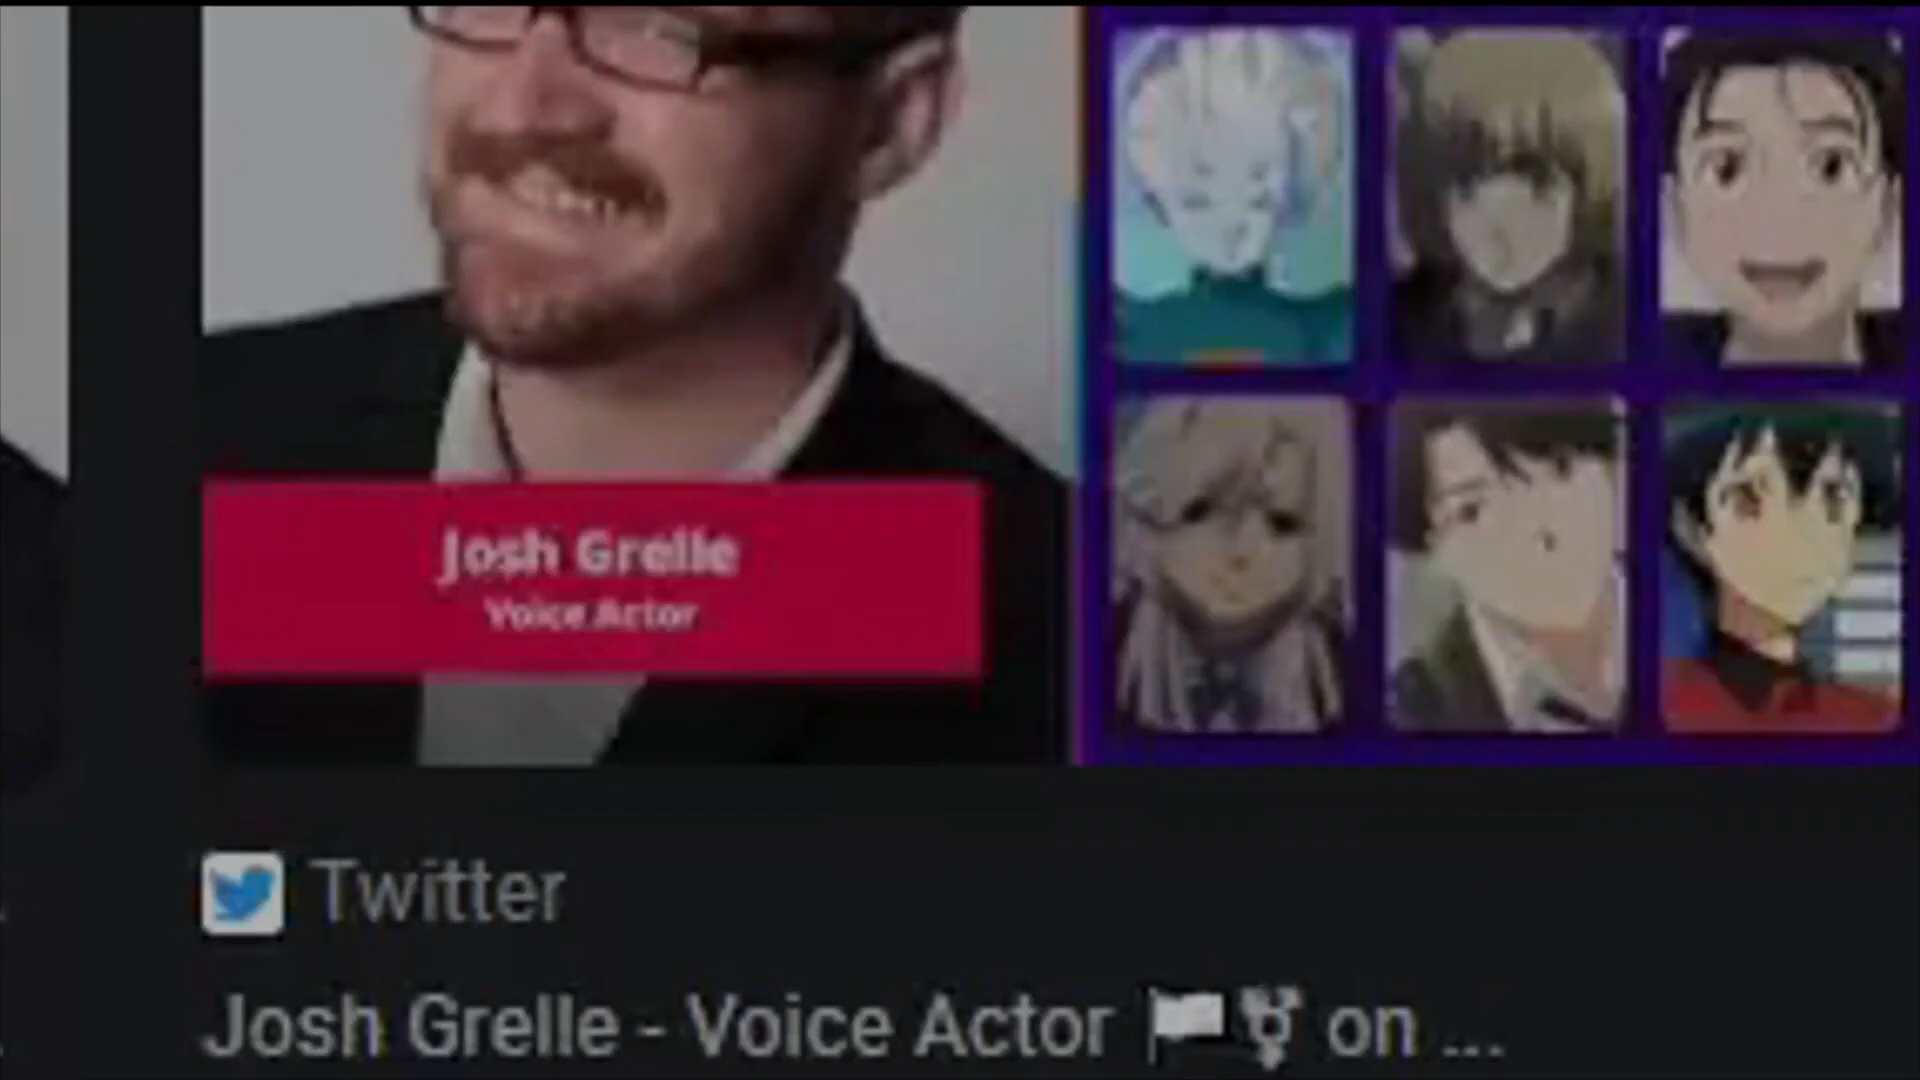 Josh Grelle
Voice Actor
Twitter
Josh Grelle - Voice Actor 🏳⚧ on ...